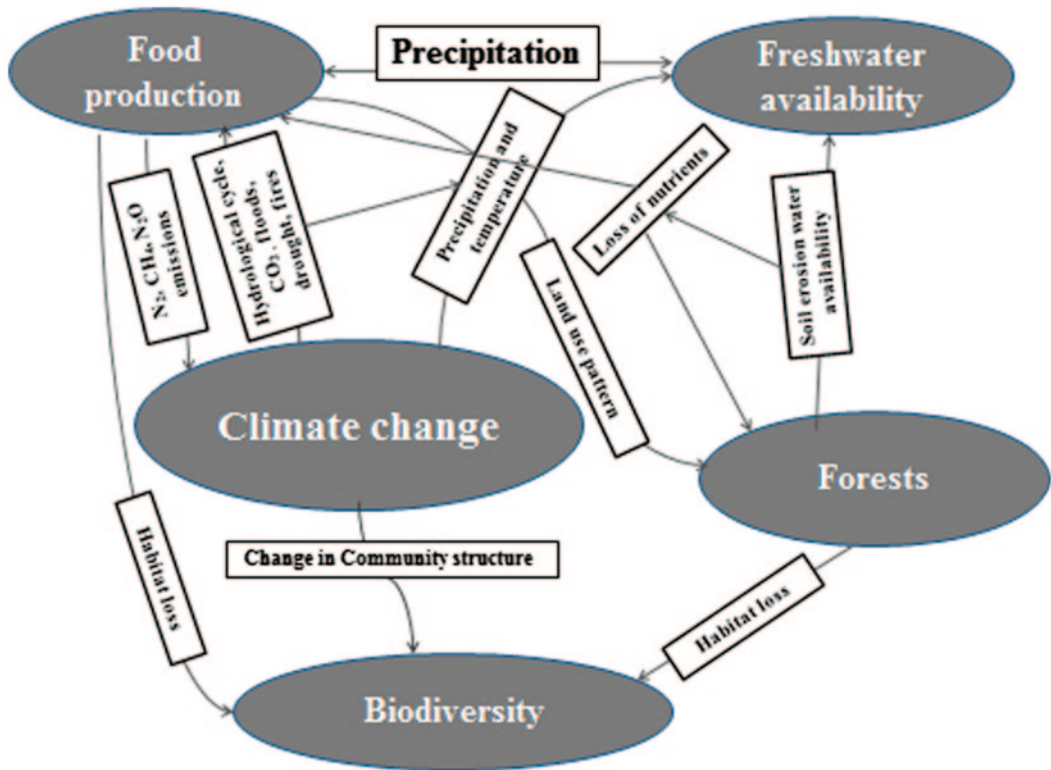 Food
production
Precipitation
Freshwater
availability
N₂, CH₄, N₂O
emissions
Hydrological cycle,
CO₂, floods,
drought, fires
Precipitation and
temperature
Loss of nutrients
Soil erosion water
availability
Land use pattern
Climate change
Forests
Habitat loss
Change in Community structure
Habitat loss
Biodiversity